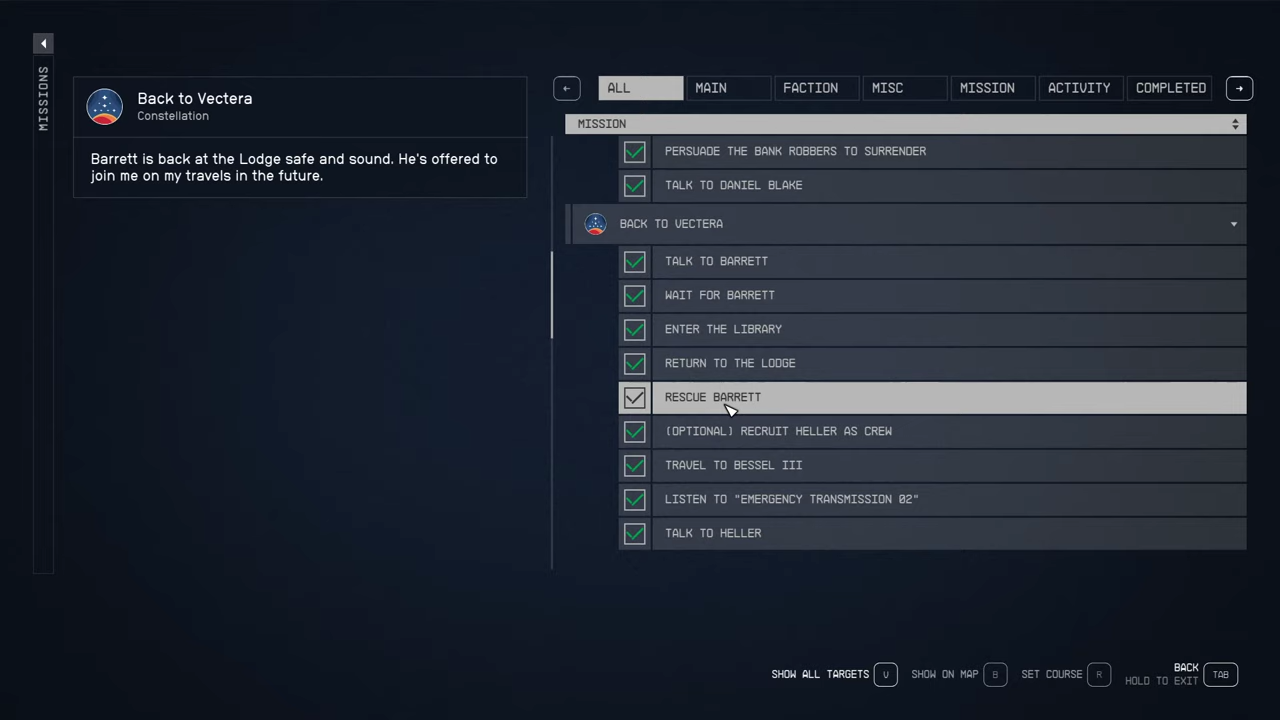 MISSIONS
Back to Vectera
Constellation
Barrett is back at the Lodge safe and sound. He's offered to
join me on my travels in the future.
ALL
MAIN
FACTION
MISC
MISSION
ACTIVITY
COMPLETED
MISSION
PERSUADE THE BANK ROBBERS TO SURRENDER
TALK TO DANIEL BLAKE
BACK TO VECTERA
TALK TO BARRETT
WAIT FOR BARRETT
ENTER THE LIBRARY
RETURN TO THE LODGE
RESCUE BARRETT
(OPTIONAL) RECRUIT HELLER AS CREW
TRAVEL TO BESSEL III
LISTEN TO "EMERGENCY TRANSMISSION 02"
TALK TO HELLER
SHOW ALL TARGETS V
SHOW ON MAP B
SET COURSE R
BACK
HOLD TO EXIT
TAB